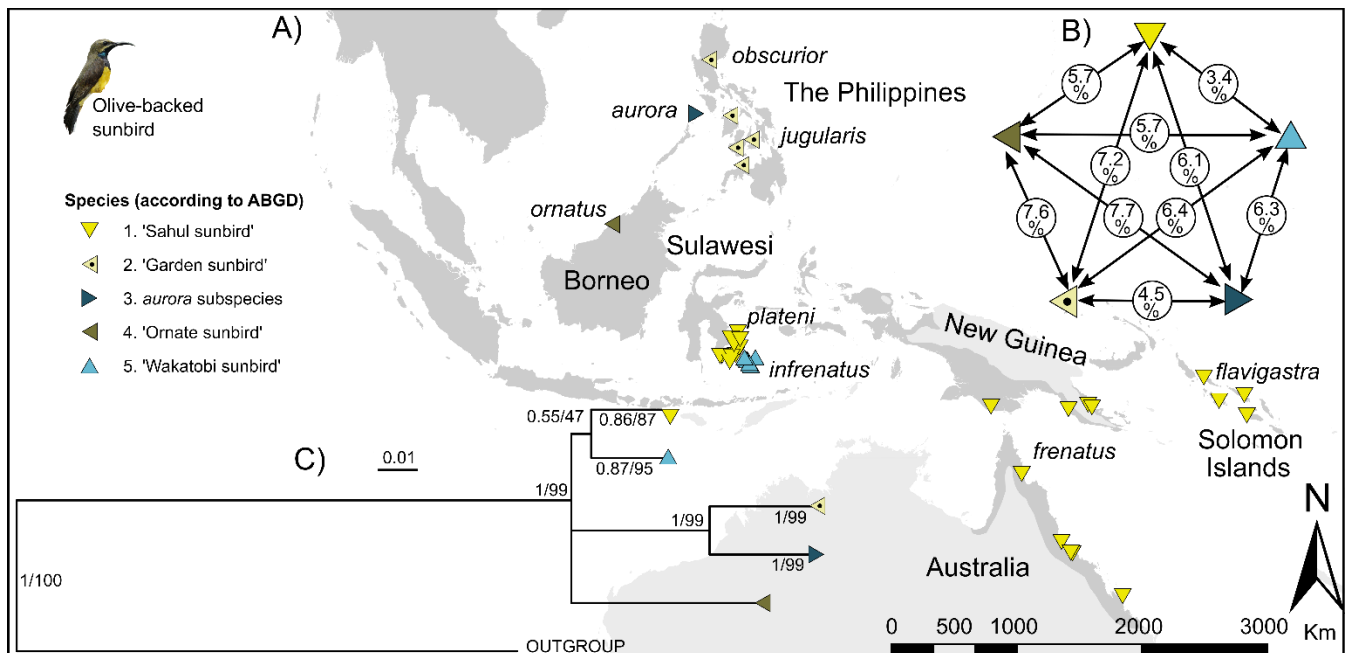 A)
Olive-backed
sunbird
Species (according to ABGD)
1. 'Sahul sunbird'
2. 'Garden sunbird'
3. aurora subspecies
4. 'Ornate sunbird'
5. 'Wakatobi sunbird'
obscurior
The Philippines
aurora
jugularis
ornatus
Sulawesi
Borneo
plateni
infrenatus
New Guinea
flavigastra
Solomon
Islands
frenatus
Australia
B)
5.7
%
3.4
%
5.7
%
7.2
%
6.1
%
7.6
%
7.7
%
6.4
%
6.3
%
4.5
%
C)
0.01
0.55/47
0.86/87
0.87/95
1/99
1/99
1/99
1/99
1/100
OUTGROUP
N
0 500 1000 2000 3000
Km